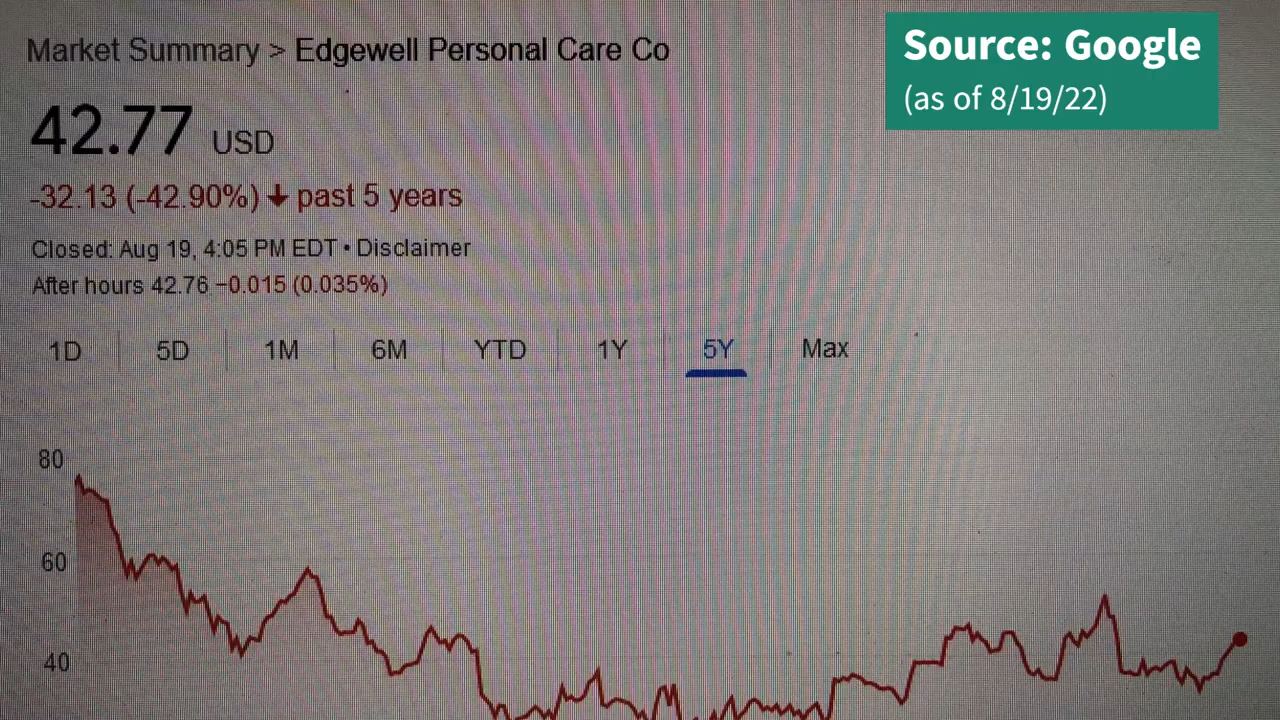 Market Summary > Edgewell Personal Care Co
Source: Google
(as of 8/19/22)
42.77 USD
-32.13 (-42.90%) ↓ past 5 years
Closed: Aug 19, 4:05 PM EDT • Disclaimer
After hours 42.76 −0.015 (0.035%)
1D 5D 1M 6M YTD 1Y 5Y Max
80
60
40